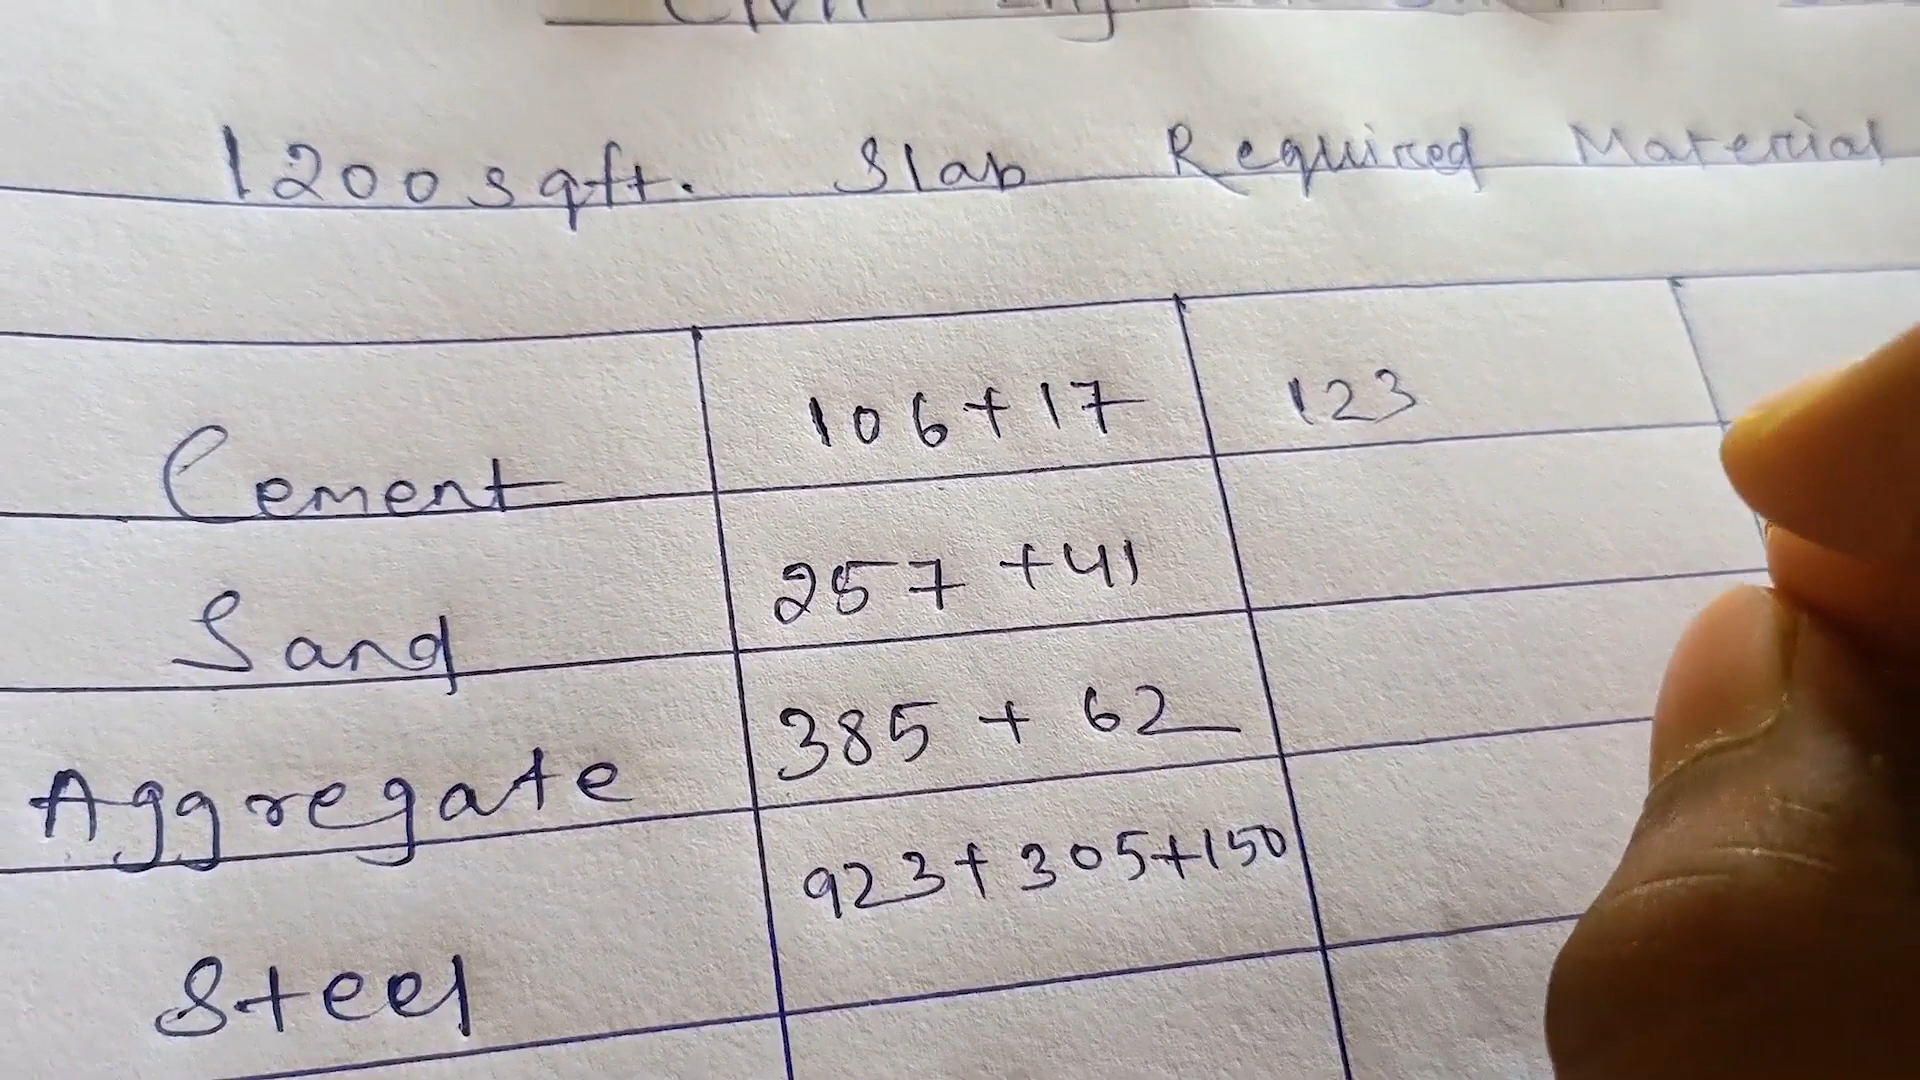 Civil
1200 sqft. Slab Required Material
Cement 106+17 123
Sand 257 +41
Aggregate 385 + 62
Steel 923+305+150